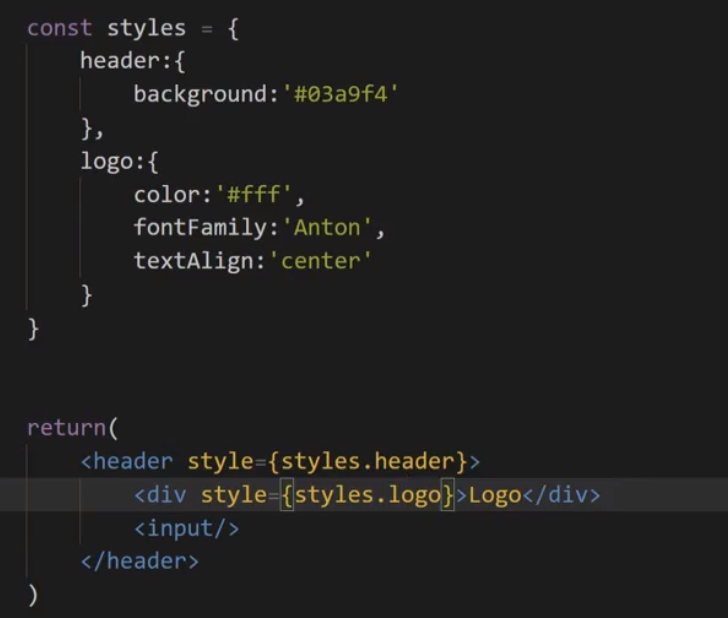 const styles = {
    header:{
        background:'#03a9f4'
    },
    logo:{
        color:'#fff',
        fontFamily:'Anton',
        textAlign:'center'
    }
}
return(
    <header style={styles.header}>
        <div style={styles.logo}>Logo</div>
        <input/>
    </header>
)